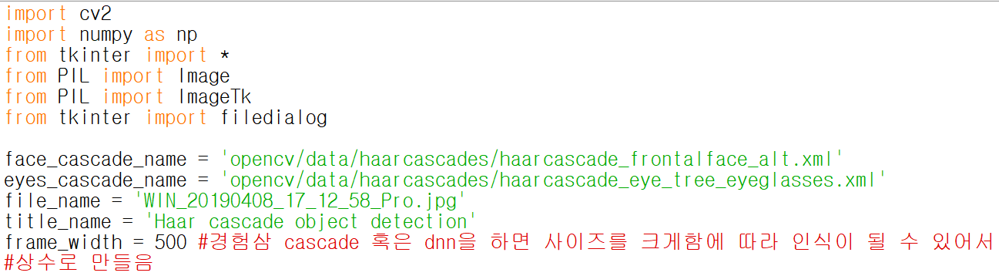 import cv2
import numpy as np
from tkinter import *
from PIL import Image
from PIL import ImageTk
from tkinter import filedialog
face_cascade_name = 'opencv/data/haarcascades/haarcascade_frontalface_alt.xml'
eyes_cascade_name = 'opencv/data/haarcascades/haarcascade_eye_tree_eyeglasses.xml'
file_name = 'WIN_20190408_17_12_58_Pro.jpg'
title_name = 'Haar cascade object detection'
frame_width = 500 #경험삼 cascade 혹은 dnn을 하면 사이즈를 크게함에 따라 인식이 될 수 있어서
#상수로 만들음